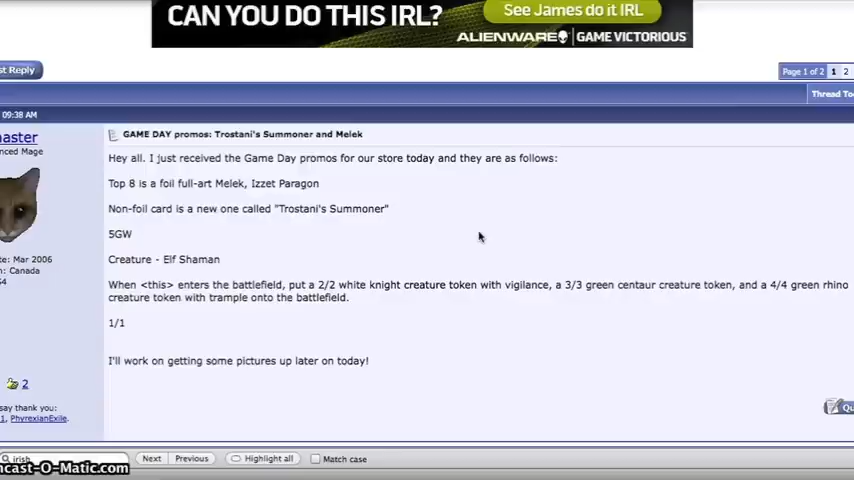 CAN YOU DO THIS IRL?
See James do it IRL
ALIENWARE GAME VICTORIOUS
st Reply
Page 1 of 2 1 2
Thread To
09:38 AM
aster
GAME DAY promos: Trostani's Summoner and Melek
nced Mage
Hey all. I just received the Game Day promos for our store today and they are as follows:
Top 8 is a foil full-art Melek, Izzet Paragon
Non-foil card is a new one called "Trostani's Summoner"
5GW
te: Mar 2006
n: Canada
Creature - Elf Shaman
When <this> enters the battlefield, put a 2/2 white knight creature token with vigilance, a 3/3 green centaur creature token, and a 4/4 green rhino
creature token with trample onto the battlefield.
1/1
I'll work on getting some pictures up later on today!
2
say thank you:
1, PhyrexianExile.
Qu
irish
Next Previous Highlight all Match case
ncast-O-Matic.com